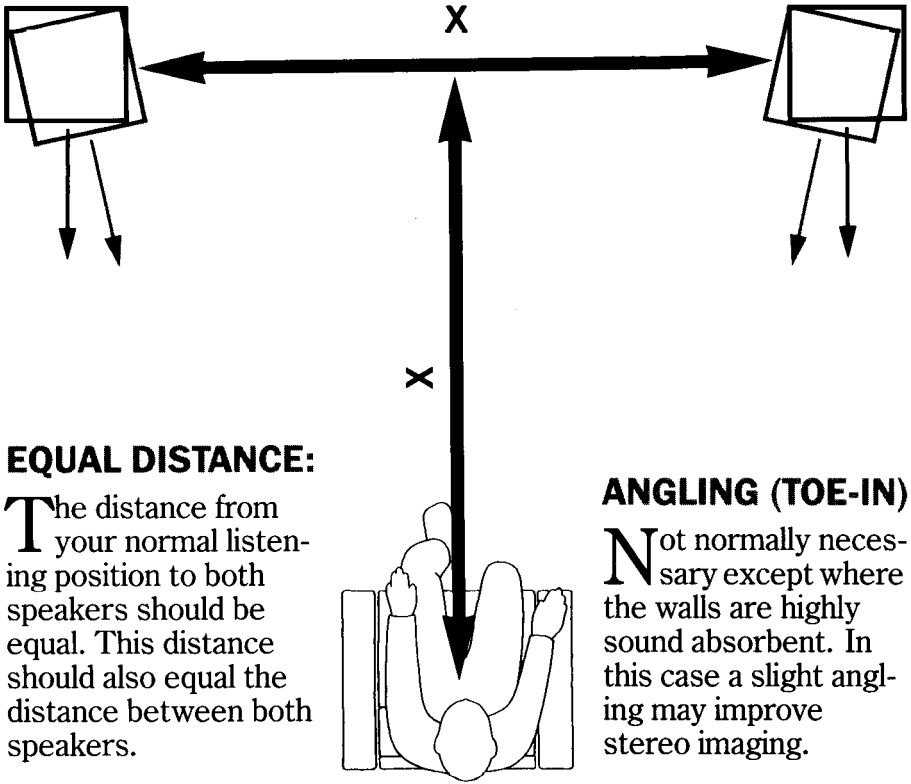 X
X
EQUAL DISTANCE:
The distance from
your normal listen-
ing position to both
speakers should be
equal. This distance
should also equal the
distance between both
speakers.
ANGLING (TOE-IN)
Not normally neces-
sary except where
the walls are highly
sound absorbent. In
this case a slight angl-
ing may improve
stereo imaging.